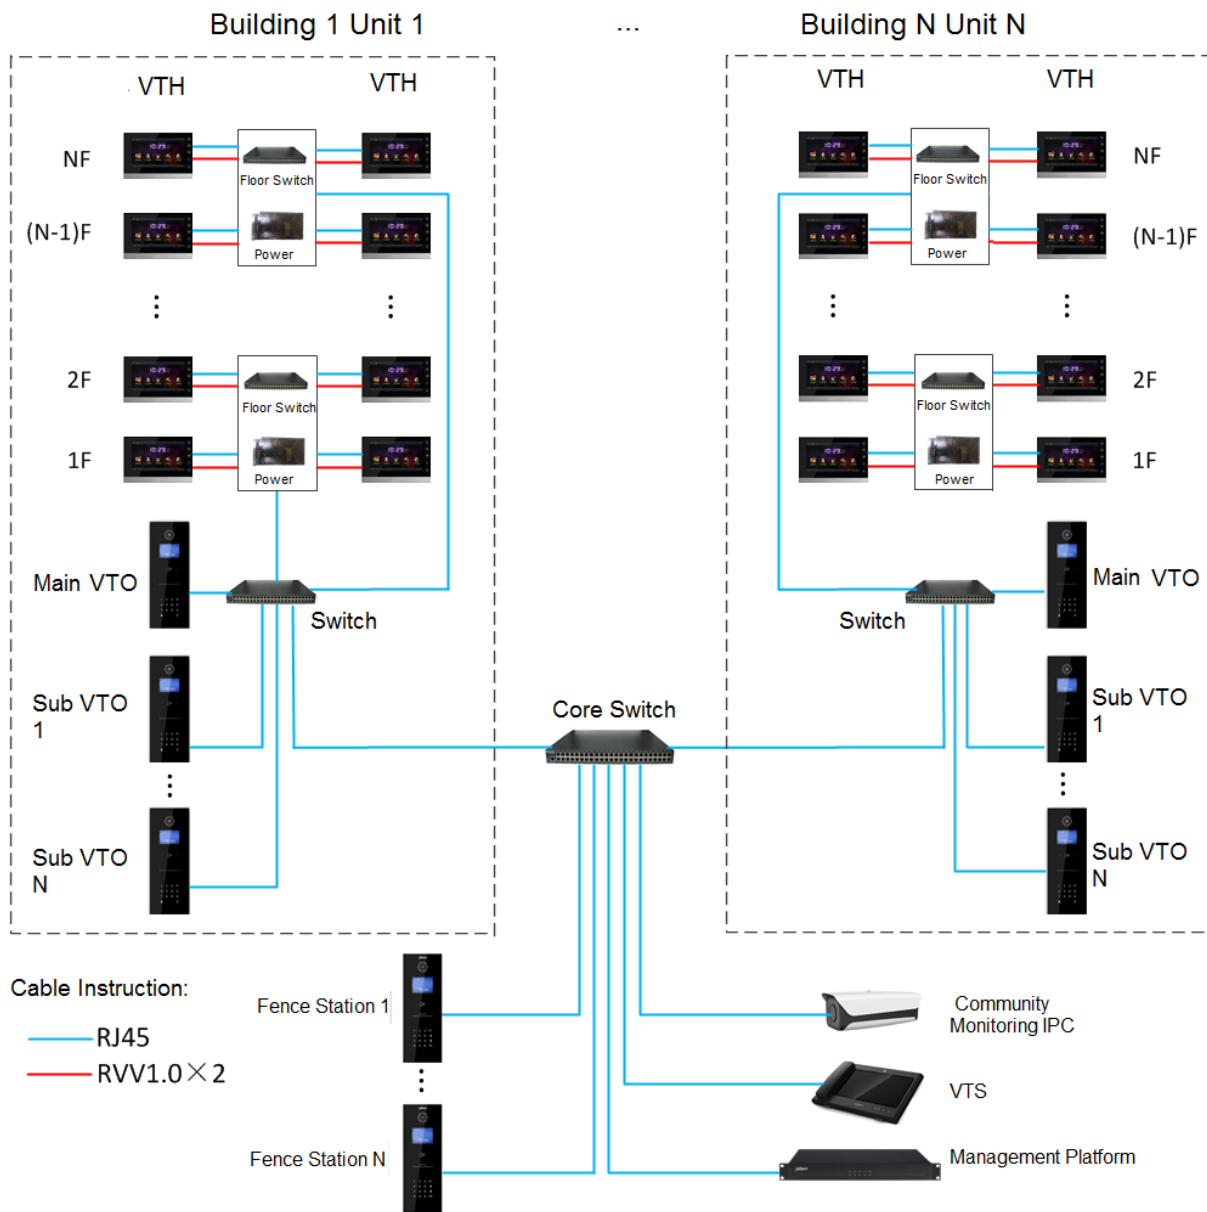 Building 1 Unit 1
...
Building N Unit N
VTH
VTH
NF
Floor Switch
(N-1)F
Power
2F
Floor Switch
1F
Power
Main VTO
Switch
Sub VTO
1
Sub VTO
N
VTH
VTH
NF
Floor Switch
(N-1)F
Power
2F
Floor Switch
1F
Power
Main VTO
Switch
Sub VTO
1
Sub VTO
N
Core Switch
Cable Instruction:
RJ45
RVV1.0×2
Fence Station 1
Fence Station N
Community
Monitoring IPC
VTS
Management Platform